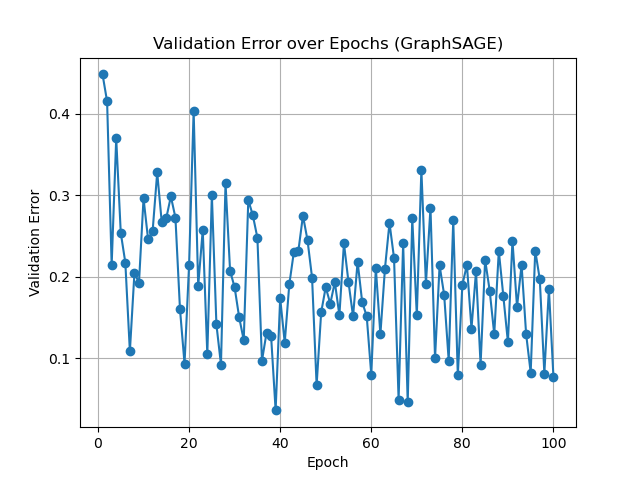 Validation Error over Epochs (GraphSAGE)
Validation Error
0.4
0.3
0.2
0.1
0 20 40 60 80 100
Epoch